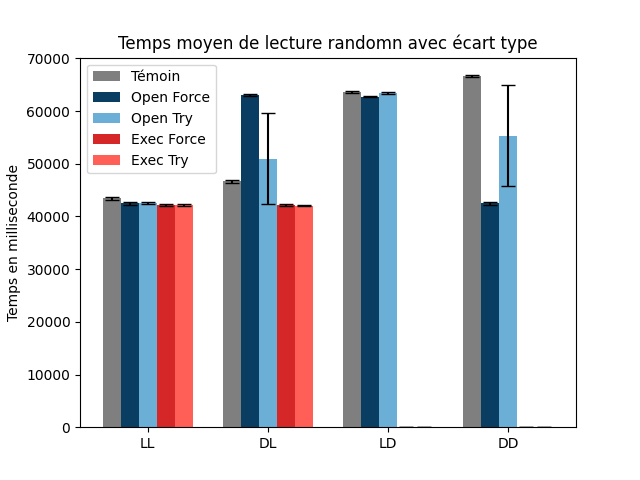 Temps moyen de lecture randomn avec écart type
Témoin
Open Force
Open Try
Exec Force
Exec Try
Temps en milliseconde
70000
60000
50000
40000
30000
20000
10000
0
LL
DL
LD
DD